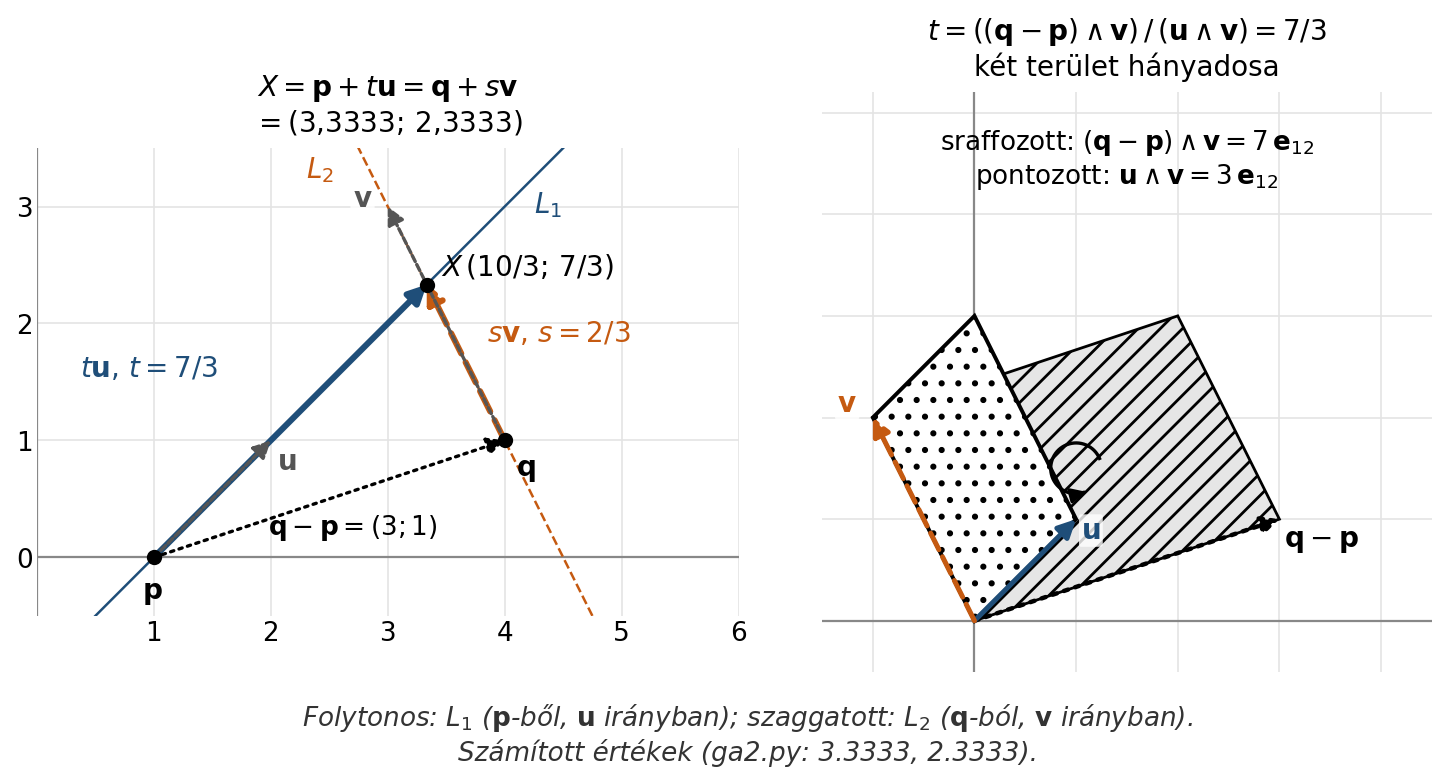 X = p + tu = q + sv
= (3,3333; 2,3333)
L₂
v
L₁
3
X (10/3; 7/3)
2
sv, s = 2/3
tu, t = 7/3
1
u
q
q − p = (3; 1)
0
p
1 2 3 4 5 6
t = ((q − p) ∧ v) / (u ∧ v) = 7/3
két terület hányadosa
sraffozott: (q − p) ∧ v = 7 e₁₂
pontozott: u ∧ v = 3 e₁₂
v
u
q − p
Folytonos: L₁ (p-ből, u irányban); szaggatott: L₂ (q-ból, v irányban).
Számított értékek (ga2.py: 3.3333, 2.3333).